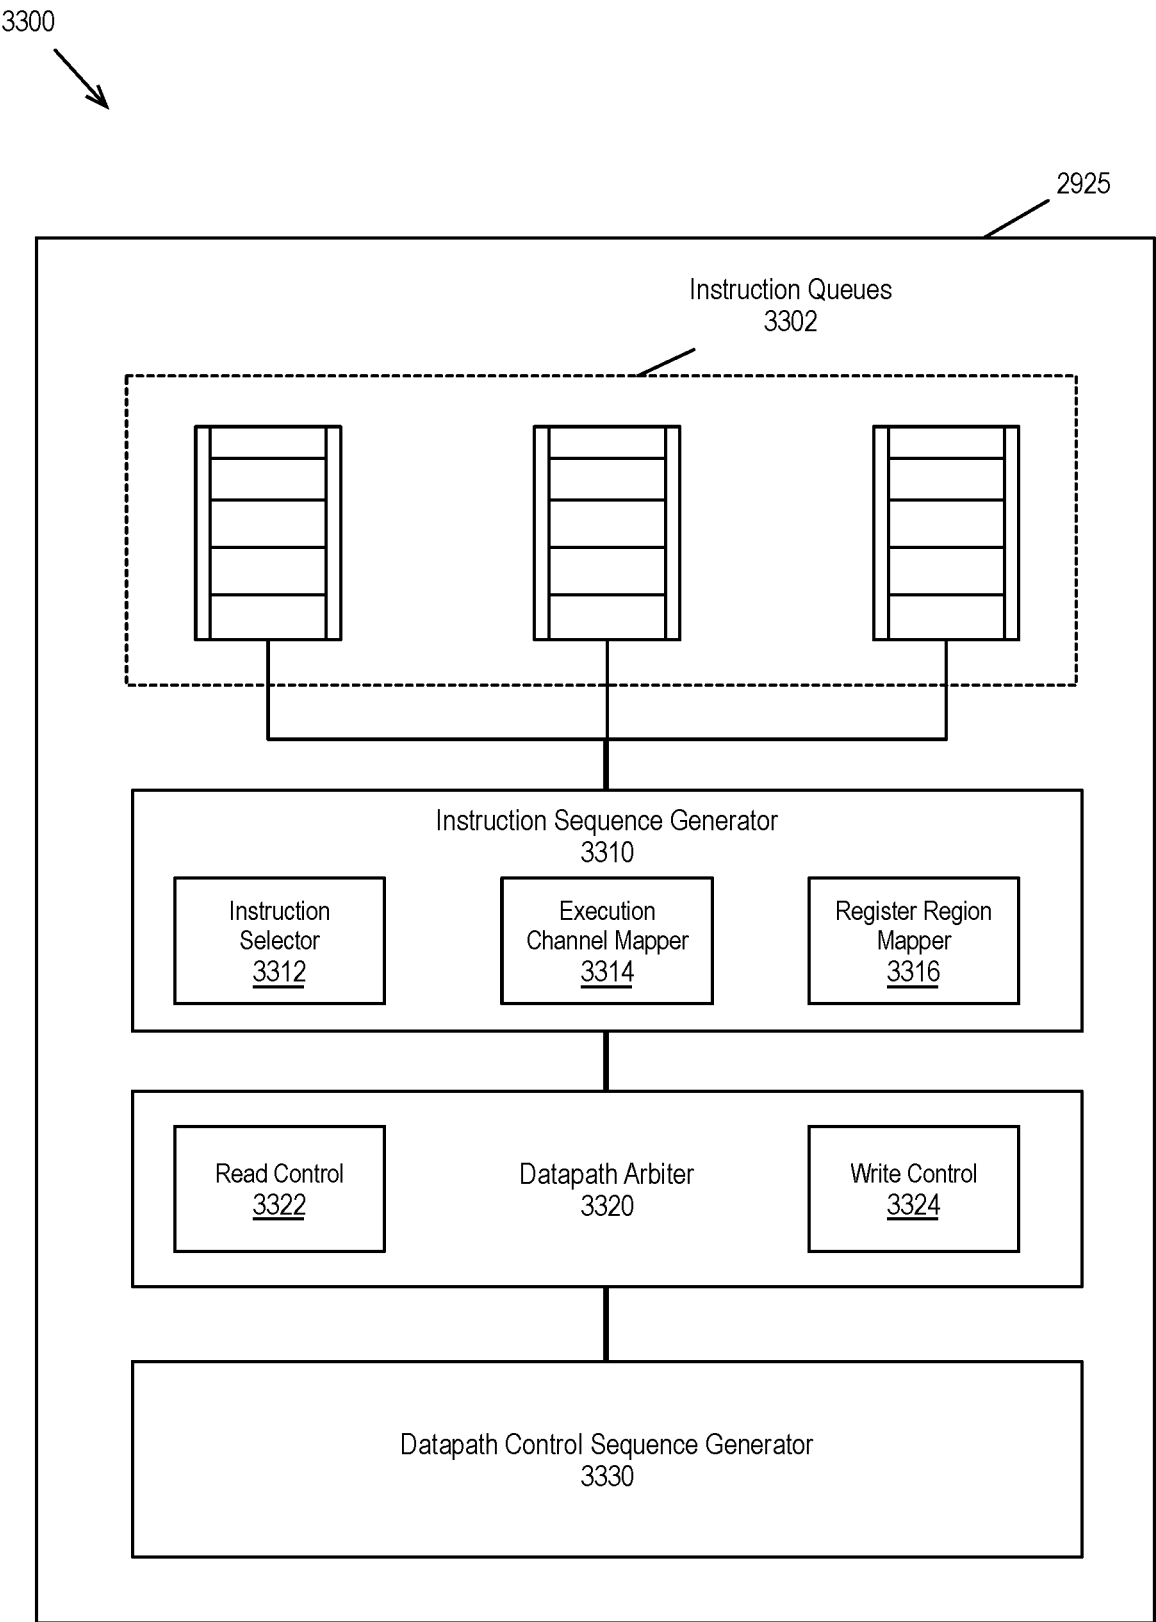 3300
2925
Instruction Queues
3302
Instruction Sequence Generator
3310
Instruction
Selector
3312
Execution
Channel Mapper
3314
Register Region
Mapper
3316
Read Control
3322
Datapath Arbiter
3320
Write Control
3324
Datapath Control Sequence Generator
3330